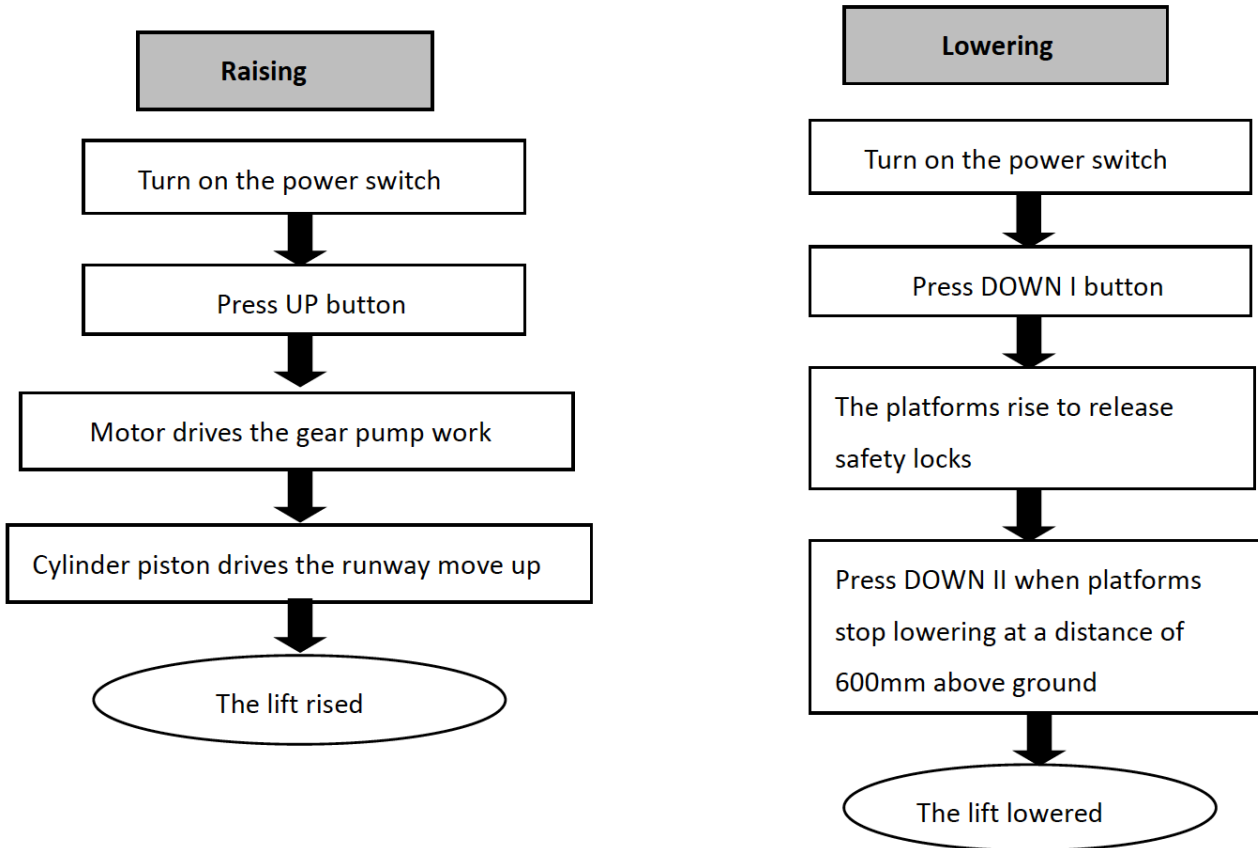 Raising
Turn on the power switch
Press UP button
Motor drives the gear pump work
Cylinder piston drives the runway move up
The lift rised
Lowering
Turn on the power switch
Press DOWN I button
The platforms rise to release
safety locks
Press DOWN II when platforms
stop lowering at a distance of
600mm above ground
The lift lowered